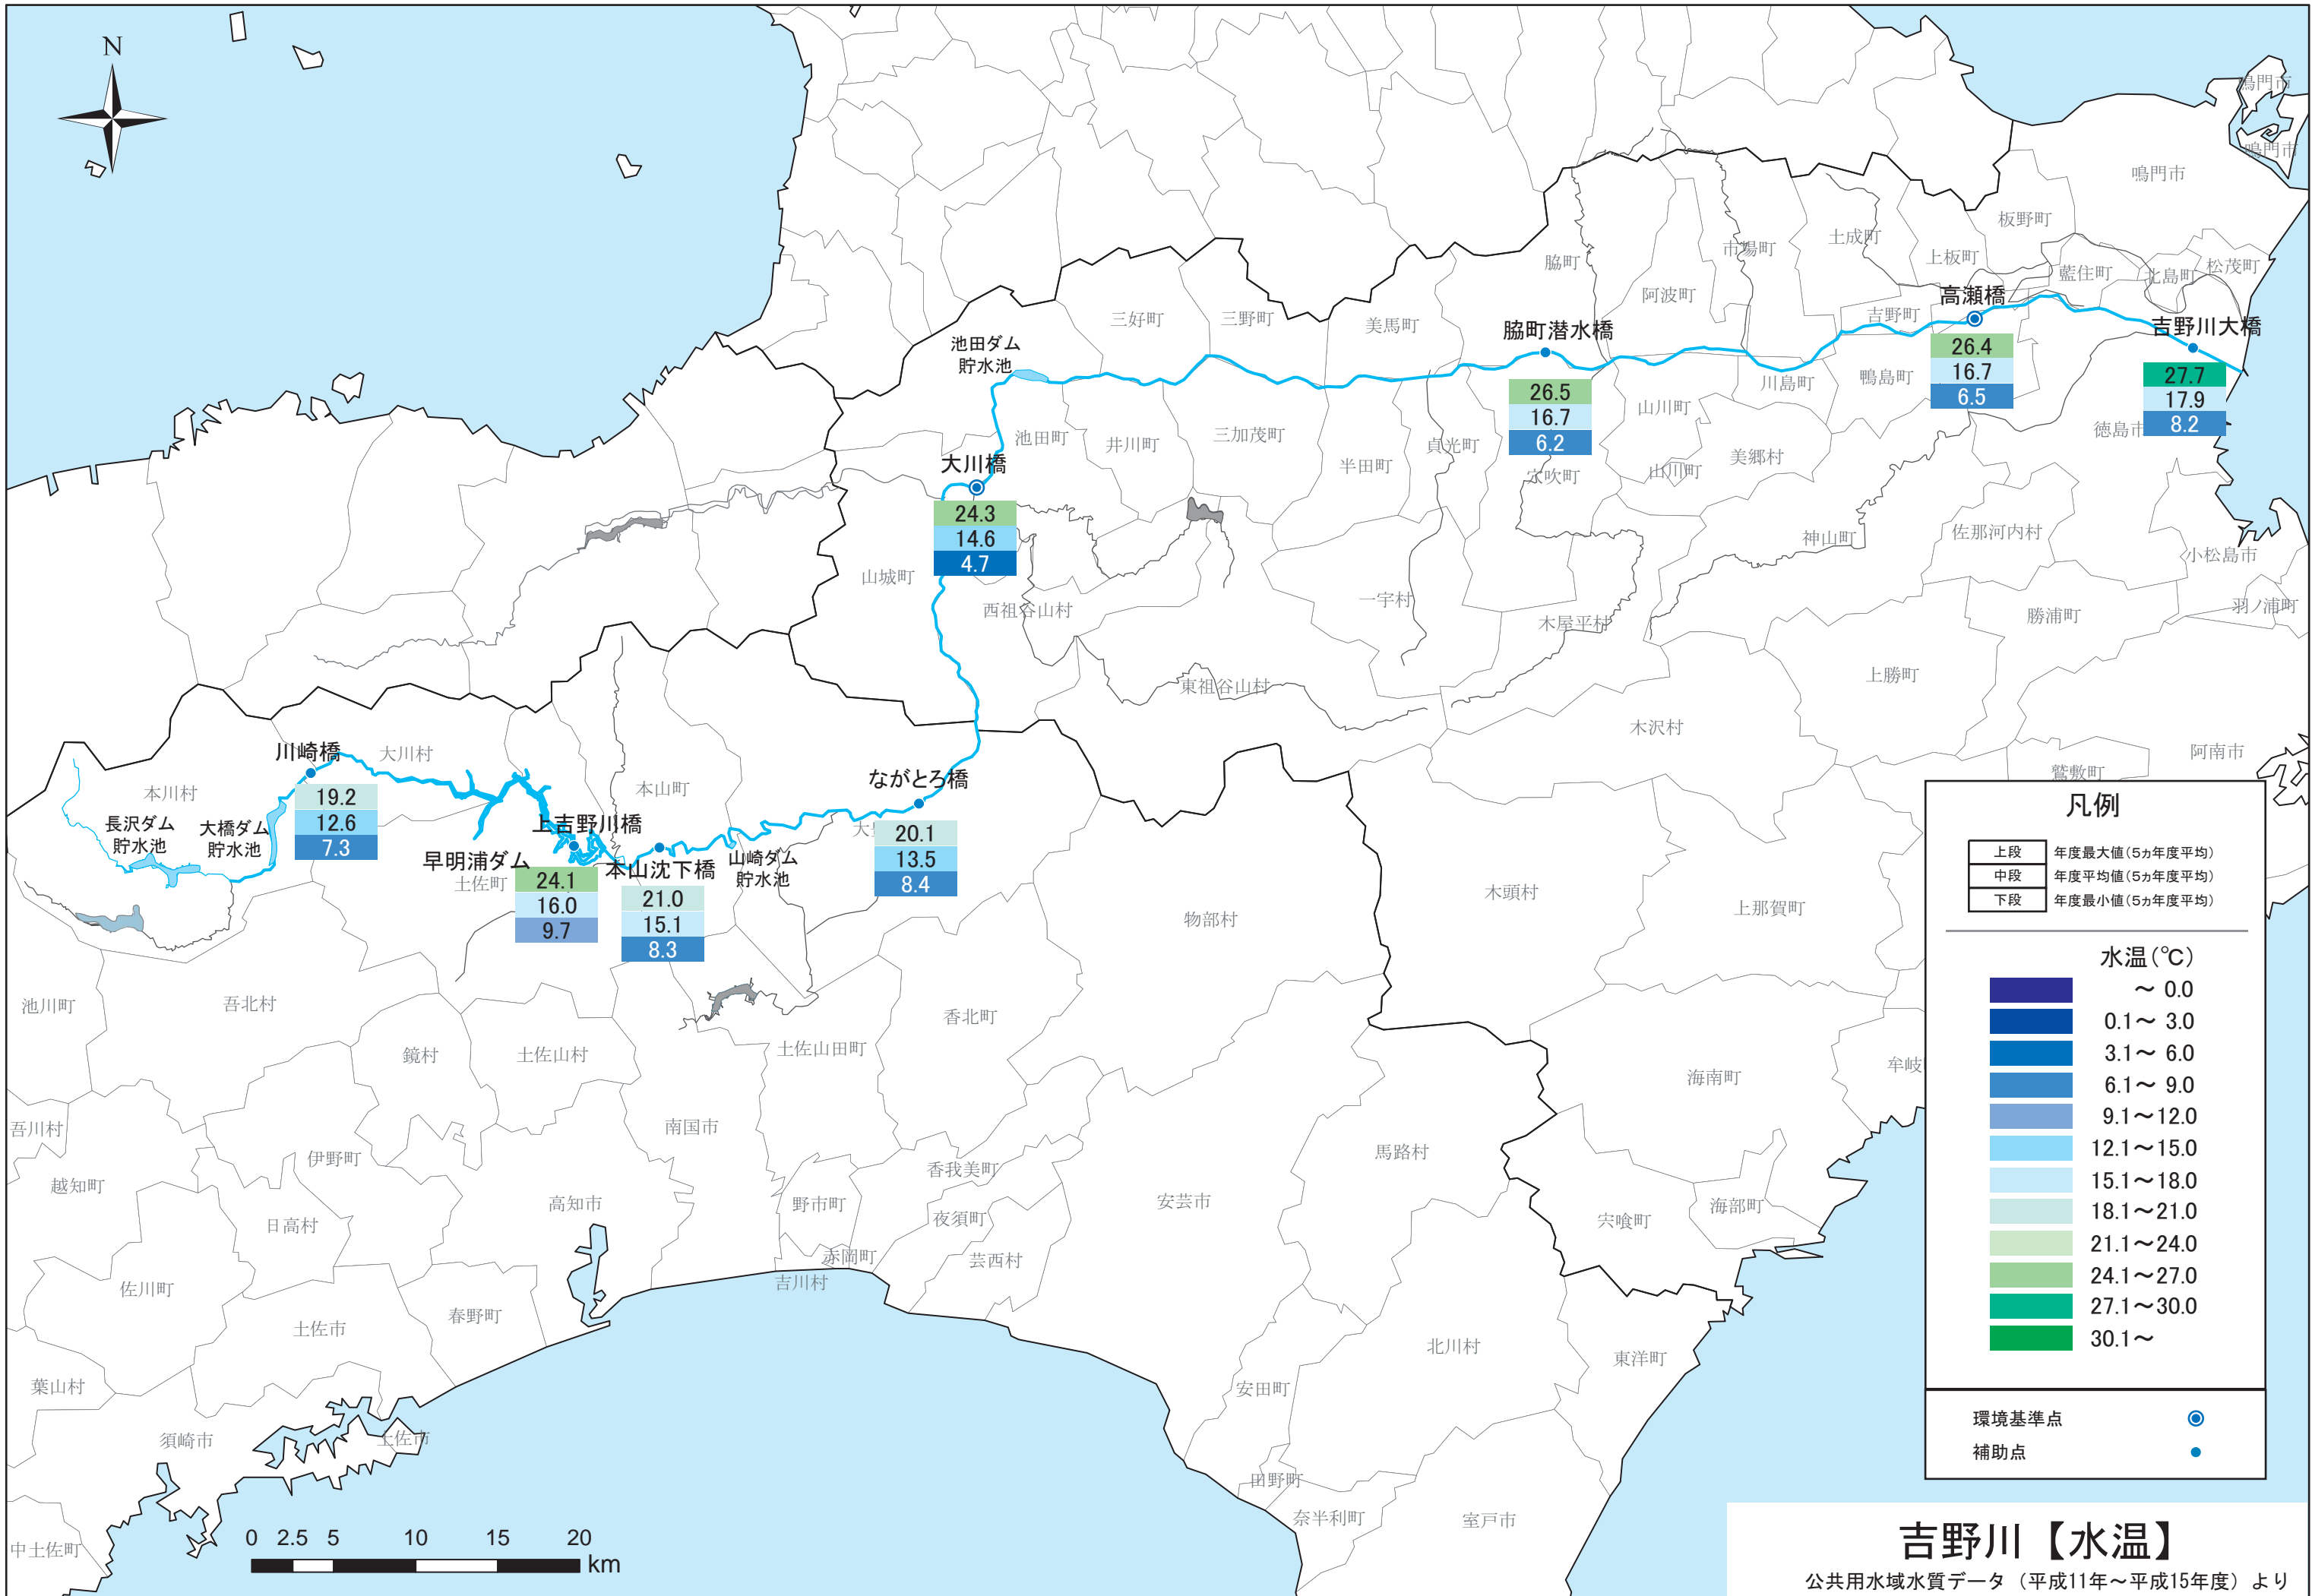 N
鳴門市
鳴門市
鳴門市
板野町
土成町
市場町
脇町
上板町
藍住町
北島町
松茂町
阿波町
高瀬橋
吉野町
三好町
三野町
美馬町
脇町潜水橋
吉野川大橋
池田ダム
貯水池
26.4
16.7
6.5
27.7
17.9
8.2
26.5
16.7
6.2
川島町
鴨島町
山川町
徳島市
池田町
井川町
三加茂町
半田町
貞光町
美郷村
山川町
大川橋
24.3
14.6
4.7
神山町
佐那河内村
小松島市
山城町
西祖谷山村
一宇村
木屋平村
勝浦町
羽ノ浦町
東祖谷山村
上勝町
木沢村
阿南市
鷲敷町
川崎橋
大川村
本川村
本山町
ながとろ橋
19.2
12.6
7.3
長沢ダム
貯水池
大橋ダム
貯水池
上吉野川橋
早明浦ダム
土佐町
本山沈下橋
山崎ダム
貯水池
20.1
13.5
8.4
24.1
16.0
9.7
21.0
15.1
8.3
物部村
木頭村
上那賀町
池川町
吾北村
香北町
鏡村
土佐山村
土佐山田町
海南町
吾川村
南国市
伊野町
馬路村
越知町
香我美町
高知市
野市町
安芸市
日高村
夜須町
海部町
宍喰町
赤岡町
芸西村
佐川町
吉川村
春野町
土佐市
北川村
東洋町
葉山村
安田町
須崎市
土佐市
田野町
奈半利町
室戸市
中土佐町
凡例
上段 年度最大値(5ヵ年度平均)
中段 年度平均値(5ヵ年度平均)
下段 年度最小値(5ヵ年度平均)
水温(℃)
～ 0.0
0.1～ 3.0
3.1～ 6.0
6.1～ 9.0
9.1～12.0
12.1～15.0
15.1～18.0
18.1～21.0
21.1～24.0
24.1～27.0
27.1～30.0
30.1～
環境基準点
補助点
0 2.5 5 10 15 20
km
吉野川【水温】
公共用水域水質データ（平成11年～平成15年度）より